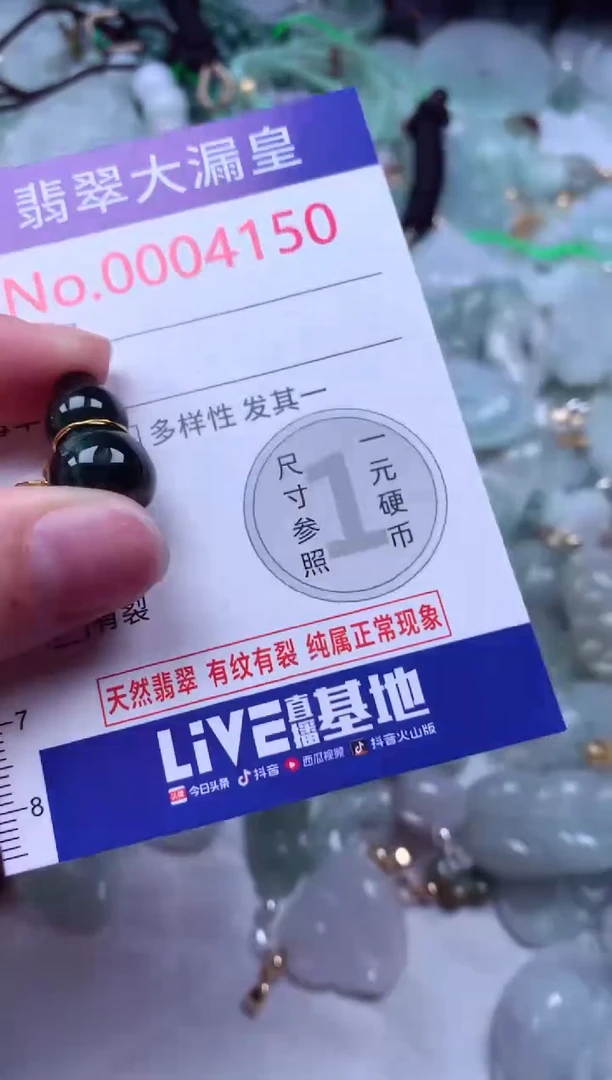 翡翠大漏皇
No.0004150
多样性 发其一
尺寸参照
一元硬币
1
有裂
天然翡翠 有纹有裂 纯属正常现象
LiVE直播基地
头条 今日头条 抖音 西瓜视频 抖音火山版
7
8